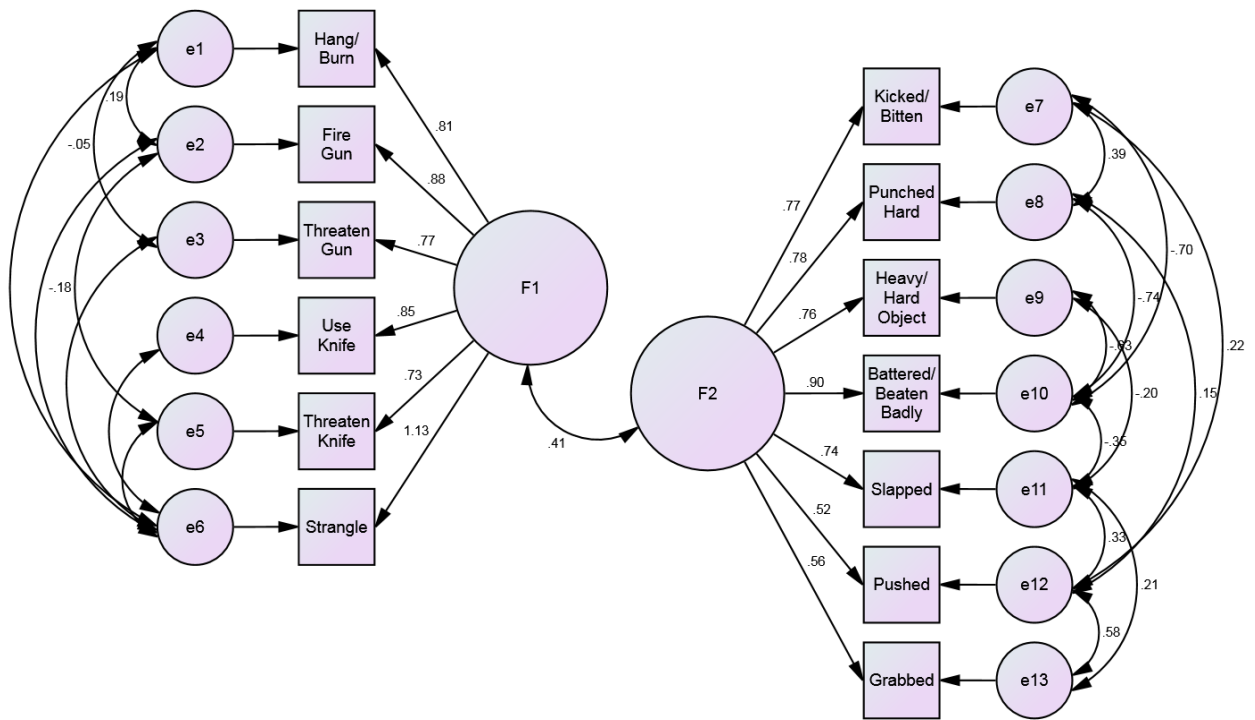 e1
Hang/
Burn
.19
.81
-.05
e2
Fire
Gun
.88
e3
Threaten
Gun
.77
-.18
e4
Use
Knife
.85
F1
e5
Threaten
Knife
.73
1.13
e6
Strangle
.41
F2
Kicked/
Bitten
e7
.77
.39
Punched
Hard
e8
.78
-.70
Heavy/
Hard
Object
e9
.76
-.74
-.63
.22
Battered/
Beaten
Badly
e10
.90
-.20
.15
-.35
Slapped
e11
.74
.52
.33
Pushed
e12
.56
.21
.58
Grabbed
e13